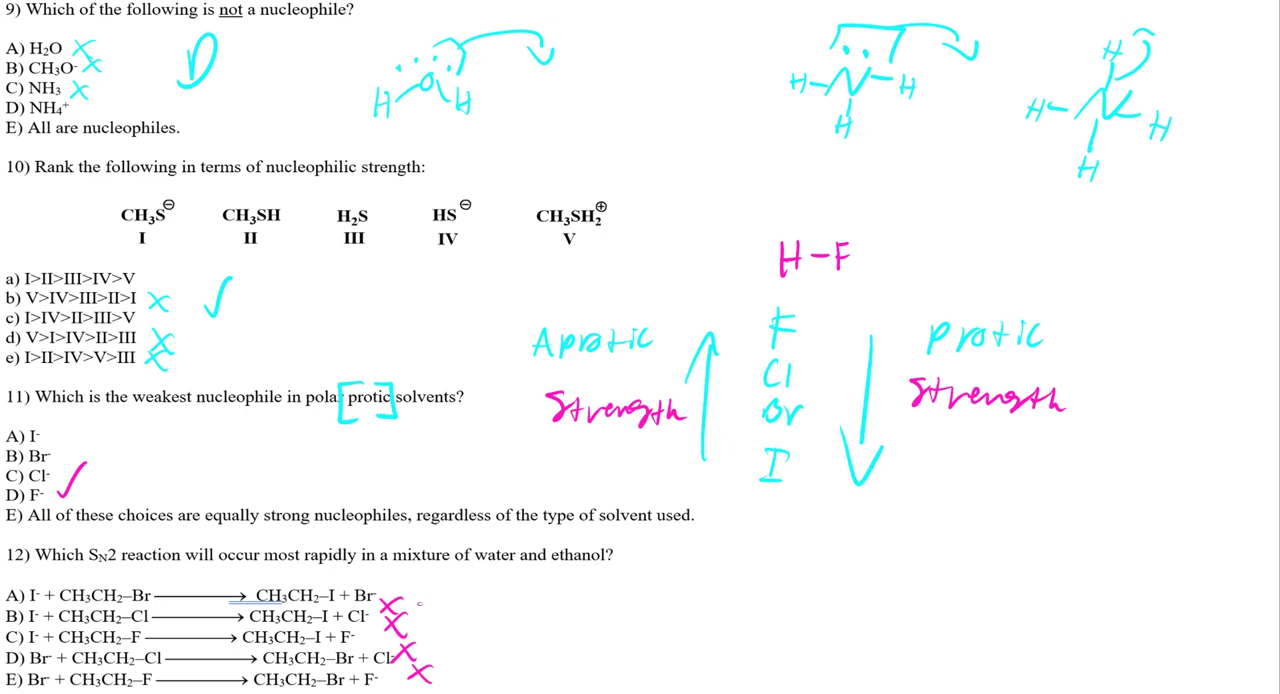 9) Which of the following is not a nucleophile?
A) H₂O X
B) CH₃O⁻ X
C) NH₃ X
D) NH₄⁺
E) All are nucleophiles.
D
H O H
H N H
H
H
H N H
H
10) Rank the following in terms of nucleophilic strength:
CH₃S⊖ CH₃SH H₂S HS⊖ CH₃SH₂⊕
I II III IV V
a) I>II>III>IV>V
b) V>IV>III>II>I X
c) I>IV>II>III>V ✓
d) V>I>IV>II>III X
e) I>II>IV>V>III X
H-F
Aprotic
Strength
F
Cl
Br
I
Protic
Strength
11) Which is the weakest nucleophile in polar [protic] solvents?
A) I⁻
B) Br⁻
C) Cl⁻
D) F⁻ ✓
E) All of these choices are equally strong nucleophiles, regardless of the type of solvent used.
12) Which SN2 reaction will occur most rapidly in a mixture of water and ethanol?
A) I⁻ + CH₃CH₂–Br → CH₃CH₂–I + Br⁻ X
B) I⁻ + CH₃CH₂–Cl → CH₃CH₂–I + Cl⁻ X
C) I⁻ + CH₃CH₂–F → CH₃CH₂–I + F⁻
D) Br⁻ + CH₃CH₂–Cl → CH₃CH₂–Br + Cl⁻ X
E) Br⁻ + CH₃CH₂–F → CH₃CH₂–Br + F⁻ X